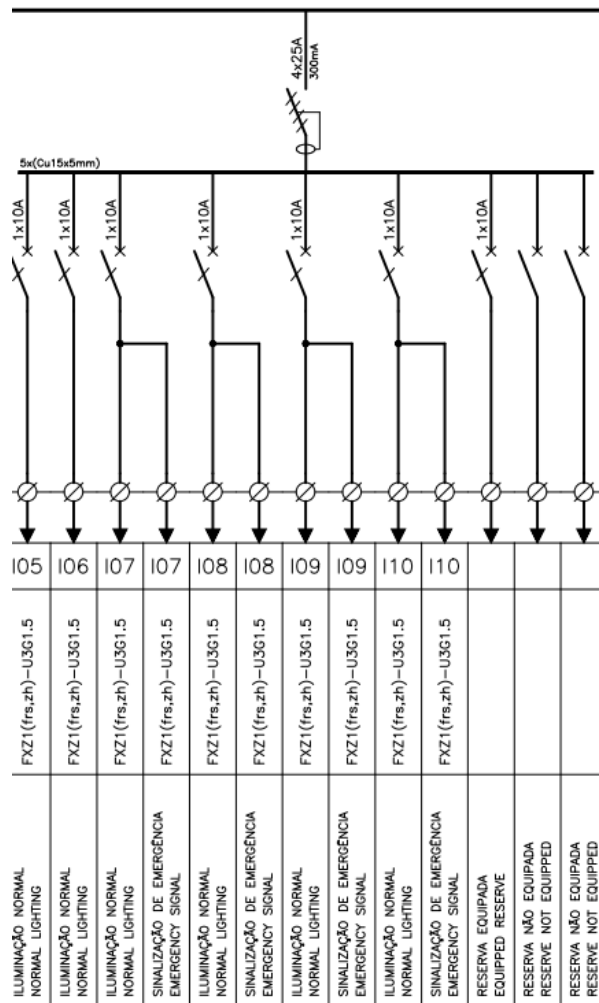 4x25A
300mA
5x(Cu15x5mm)
1x10A
1x10A
1x10A
1x10A
1x10A
1x10A
1x10A
I05
I06
I07
I07
I08
I08
I09
I09
I10
I10
FXZ1(frs,zh)-U3G1.5
FXZ1(frs,zh)-U3G1.5
FXZ1(frs,zh)-U3G1.5
FXZ1(frs,zh)-U3G1.5
FXZ1(frs,zh)-U3G1.5
FXZ1(frs,zh)-U3G1.5
FXZ1(frs,zh)-U3G1.5
FXZ1(frs,zh)-U3G1.5
FXZ1(frs,zh)-U3G1.5
FXZ1(frs,zh)-U3G1.5
ILUMINAÇÃO NORMAL
NORMAL LIGHTING
ILUMINAÇÃO NORMAL
NORMAL LIGHTING
ILUMINAÇÃO NORMAL
NORMAL LIGHTING
SINALIZAÇÃO DE EMERGÊNCIA
EMERGENCY SIGNAL
ILUMINAÇÃO NORMAL
NORMAL LIGHTING
SINALIZAÇÃO DE EMERGÊNCIA
EMERGENCY SIGNAL
ILUMINAÇÃO NORMAL
NORMAL LIGHTING
SINALIZAÇÃO DE EMERGÊNCIA
EMERGENCY SIGNAL
ILUMINAÇÃO NORMAL
NORMAL LIGHTING
SINALIZAÇÃO DE EMERGÊNCIA
EMERGENCY SIGNAL
RESERVA EQUIPADA
EQUIPPED RESERVE
RESERVA NÃO EQUIPADA
RESERVE NOT EQUIPPED
RESERVA NÃO EQUIPADA
RESERVE NOT EQUIPPED